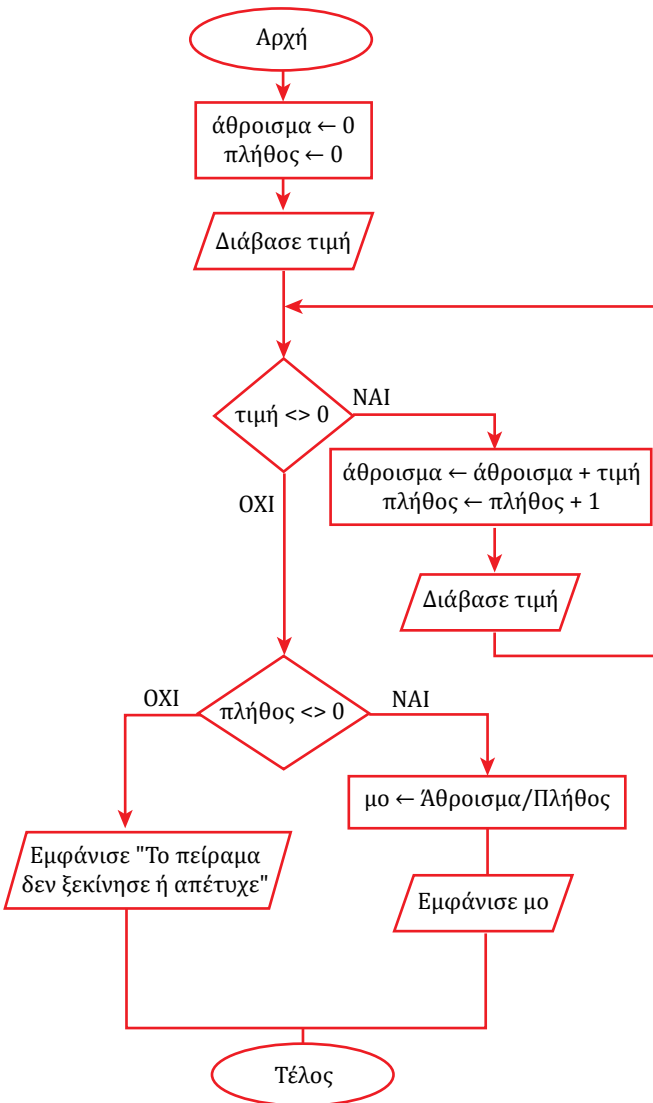 Αρχή
άθροισμα ← 0
πλήθος ← 0
Διάβασε τιμή
τιμή <> 0
ΝΑΙ
άθροισμα ← άθροισμα + τιμή
πλήθος ← πλήθος + 1
ΟΧΙ
Διάβασε τιμή
πλήθος <> 0
ΟΧΙ
ΝΑΙ
μο ← Άθροισμα/Πλήθος
Εμφάνισε "Το πείραμα
δεν ξεκίνησε ή απέτυχε"
Εμφάνισε μο
Τέλος